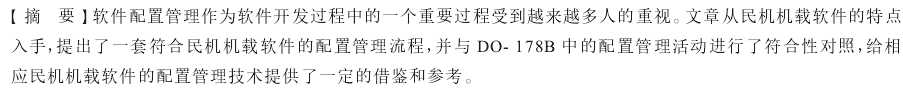 【摘　要】软件配置管理作为软件开发过程中的一个重要过程受到越来越多人的重视。文章从民机机载软件的特点
入手,提出了一套符合民机机载软件的配置管理流程,并与 DO- 178B 中的配置管理活动进行了符合性对照,给相
应民机机载软件的配置管理技术提供了一定的借鉴和参考。